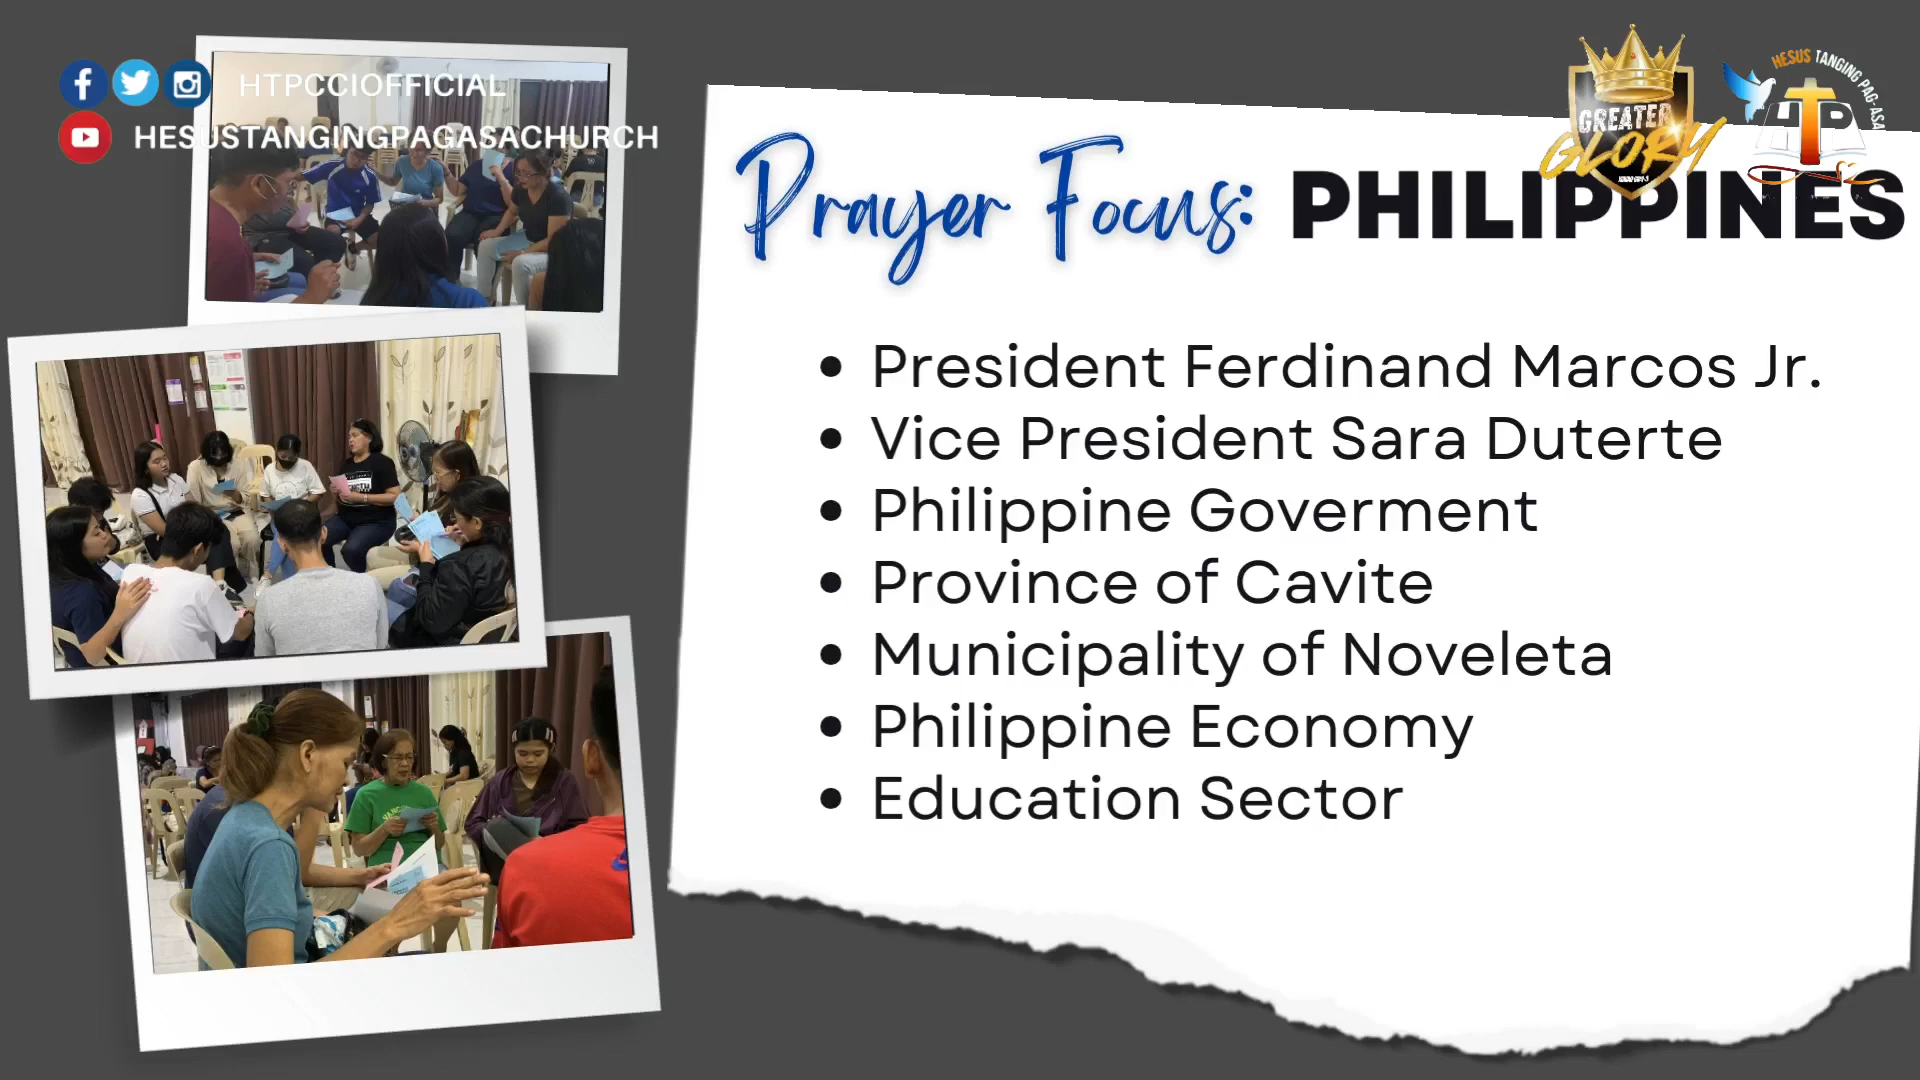 HTPCCIOFFICIAL
HESUSTANGINGPAGASACHURCH
GREATER
GLORY
HESUS TANGING PAG-ASA
HTP
Prayer Focus: PHILIPPINES
• President Ferdinand Marcos Jr.
• Vice President Sara Duterte
• Philippine Goverment
• Province of Cavite
• Municipality of Noveleta
• Philippine Economy
• Education Sector